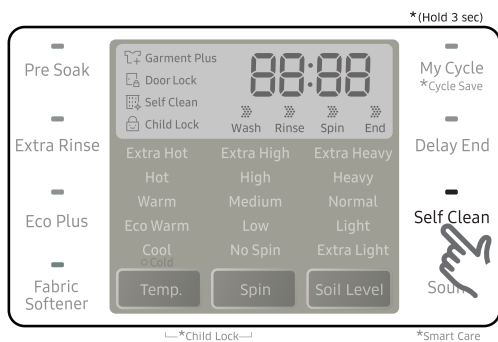 *(Hold 3 sec)
Pre Soak
Extra Rinse
Eco Plus
Fabric
Softener
Garment Plus
Door Lock
Self Clean
Child Lock
88:88
Wash Rinse Spin End
Extra Hot Extra High Extra Heavy
Hot High Heavy
Warm Medium Normal
Eco Warm Low Light
Cool No Spin Extra Light
Cold
Temp. Spin Soil Level
My Cycle
*Cycle Save
Delay End
Self Clean
*Child Lock
*Smart Care